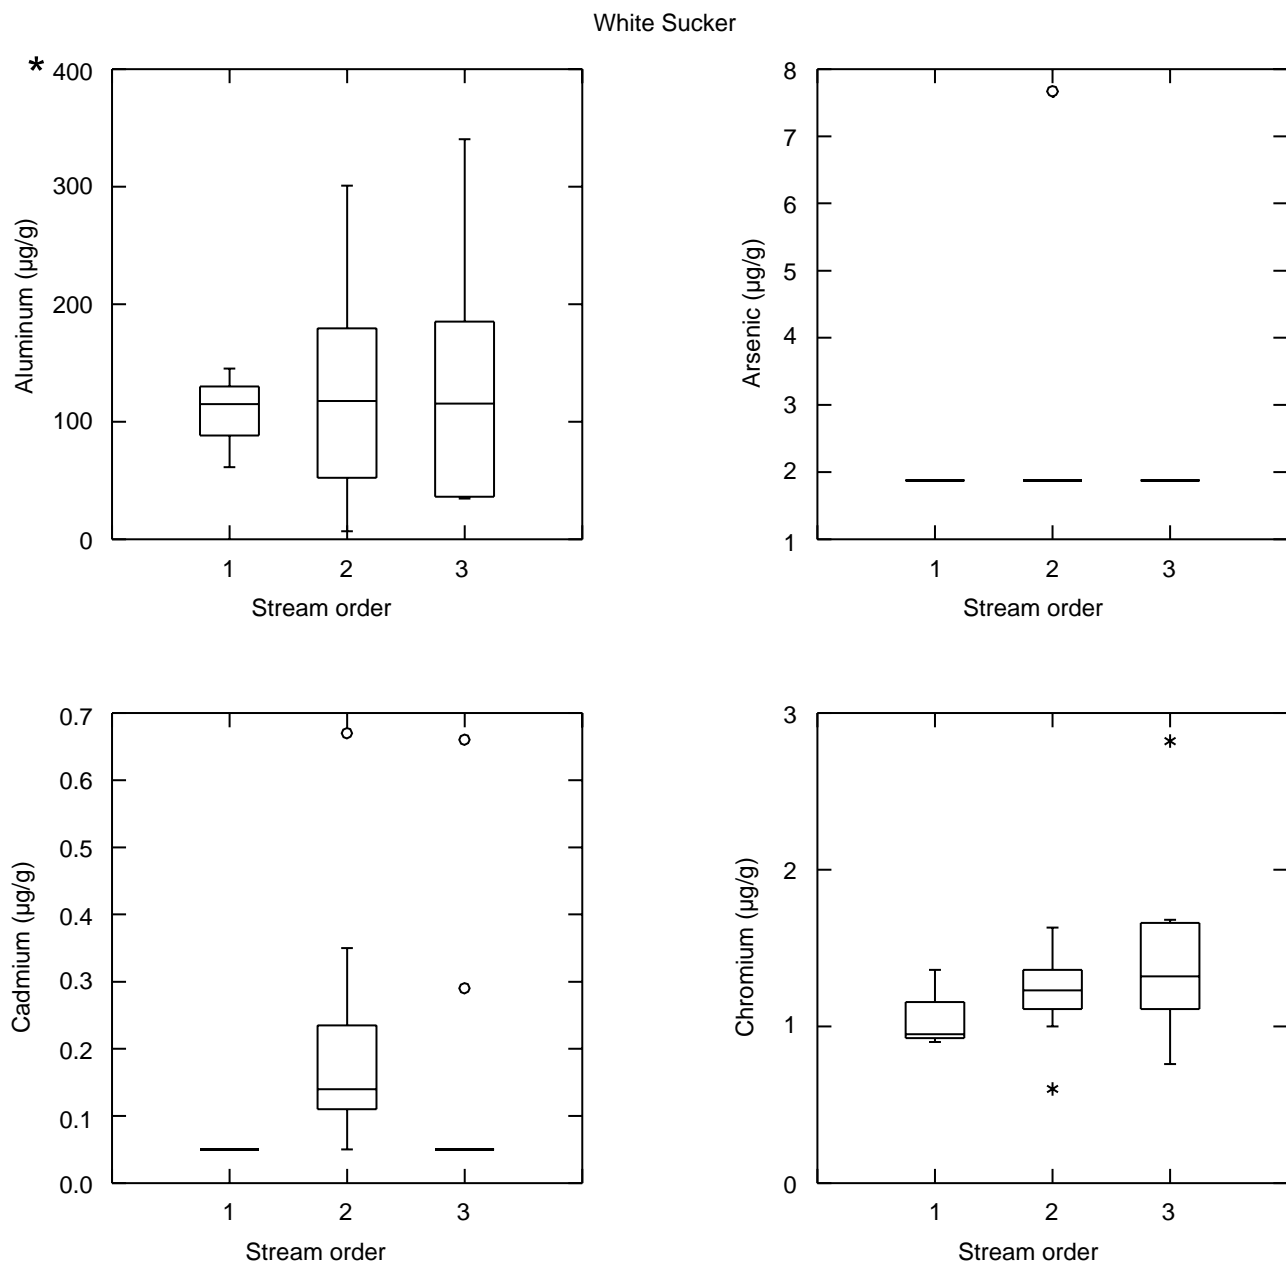 White Sucker
*
400
300
200
100
0
Aluminum (µg/g)
1 2 3
Stream order
8
7
6
5
4
3
2
1
Arsenic (µg/g)
1 2 3
Stream order
0.7
0.6
0.5
0.4
0.3
0.2
0.1
0.0
Cadmium (µg/g)
1 2 3
Stream order
3
2
1
0
Chromium (µg/g)
1 2 3
Stream order